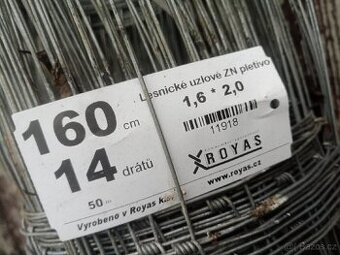 160 cm
14 drátů
50 m
Vyrobeno v Royas
Lesnické uzlové ZN pletivo
1,6 * 2,0
11918
ROYAS
www.royas.cz